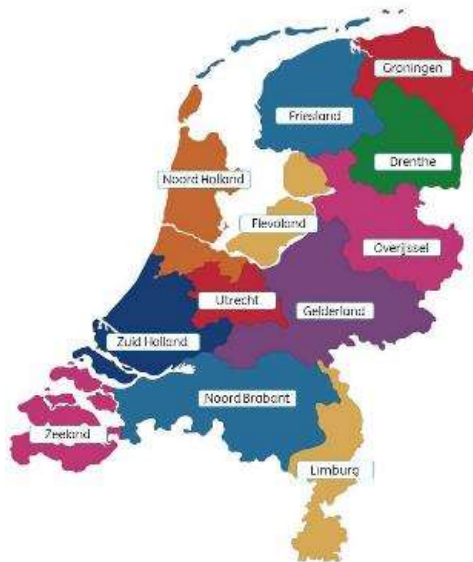 Groningen
Friesland
Drenthe
Noord Holland
Flevoland
Overijssel
Utrecht
Gelderland
Zuid Holland
Noord Brabant
Zeeland
Limburg